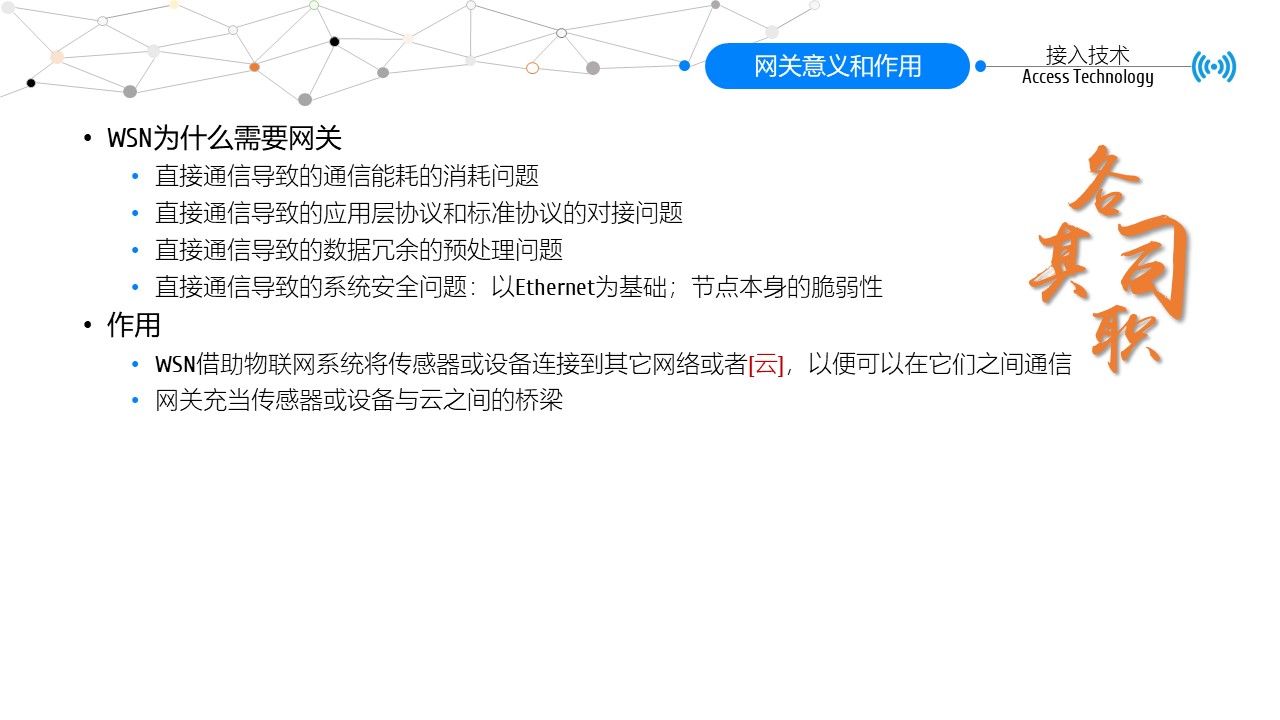 网关意义和作用
接入技术
Access Technology
• WSN为什么需要网关
• 直接通信导致的通信能耗的消耗问题
• 直接通信导致的应用层协议和标准协议的对接问题
• 直接通信导致的数据冗余的预处理问题
• 直接通信导致的系统安全问题：以Ethernet为基础；节点本身的脆弱性
• 作用
• WSN借助物联网系统将传感器或设备连接到其它网络或者[云]，以便可以在它们之间通信
• 网关充当传感器或设备与云之间的桥梁
各
司
其
职